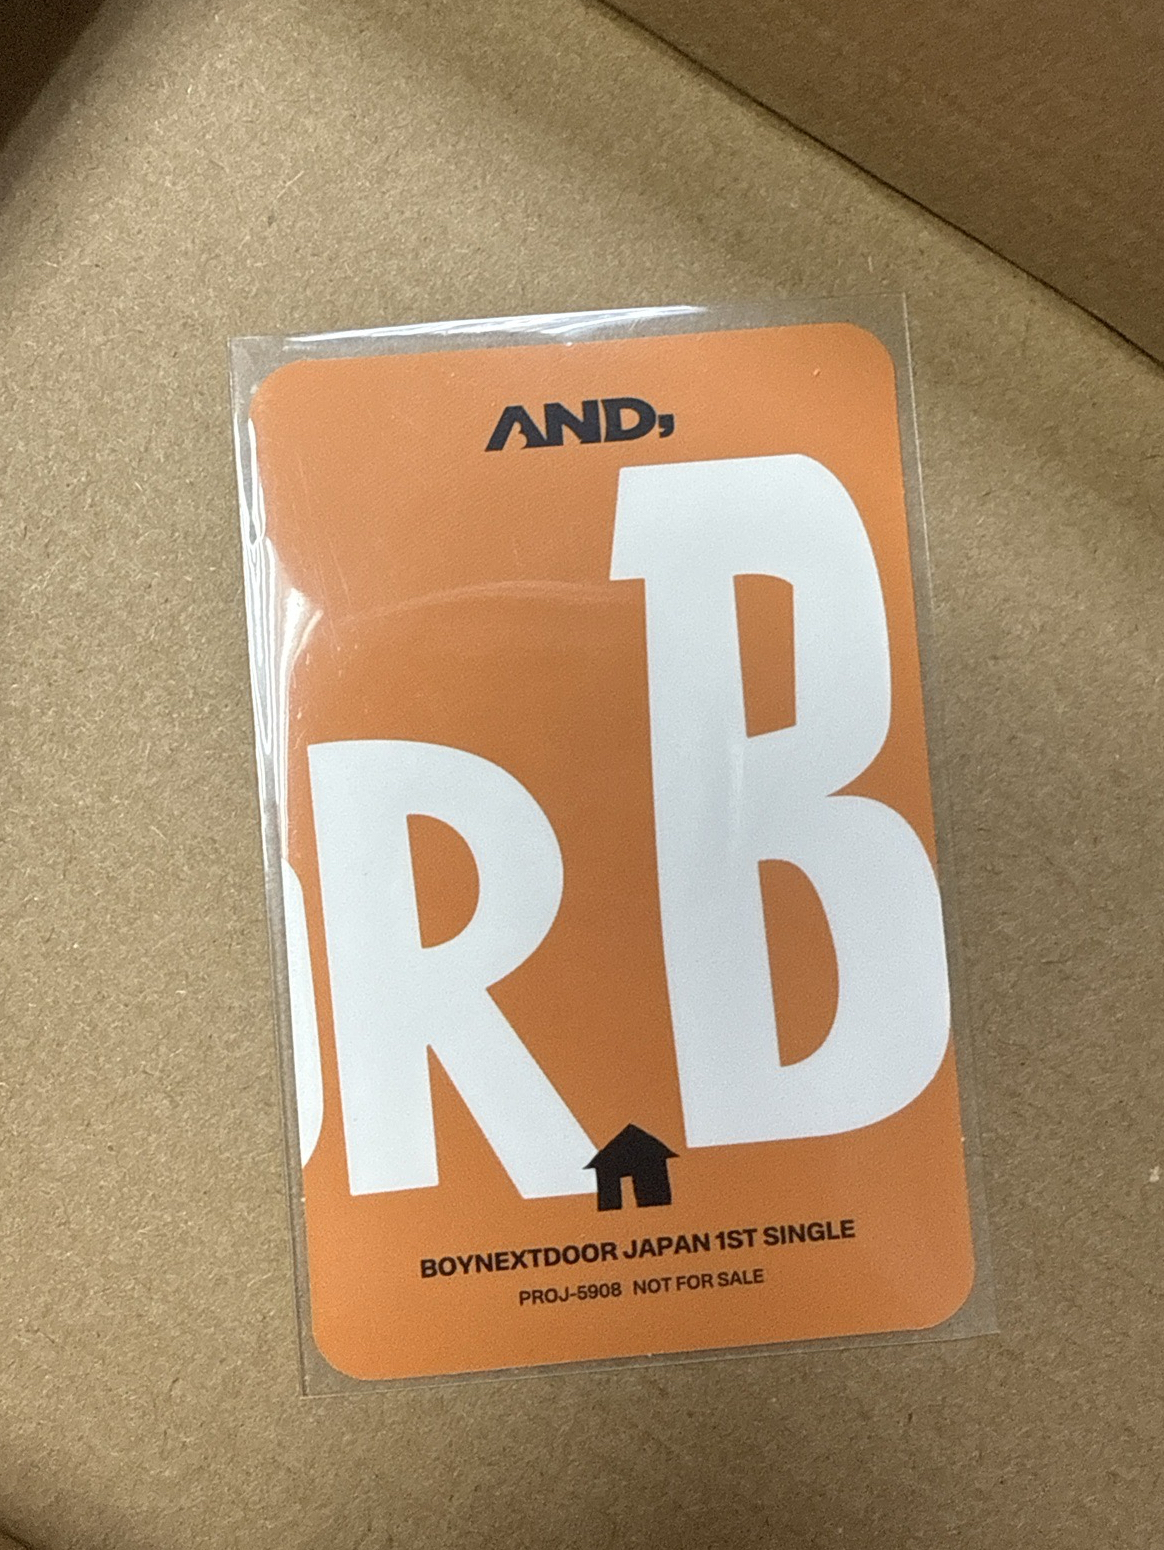 AND,
RB
BOYNEXTDOOR JAPAN 1ST SINGLE
PROJ-5908 NOT FOR SALE